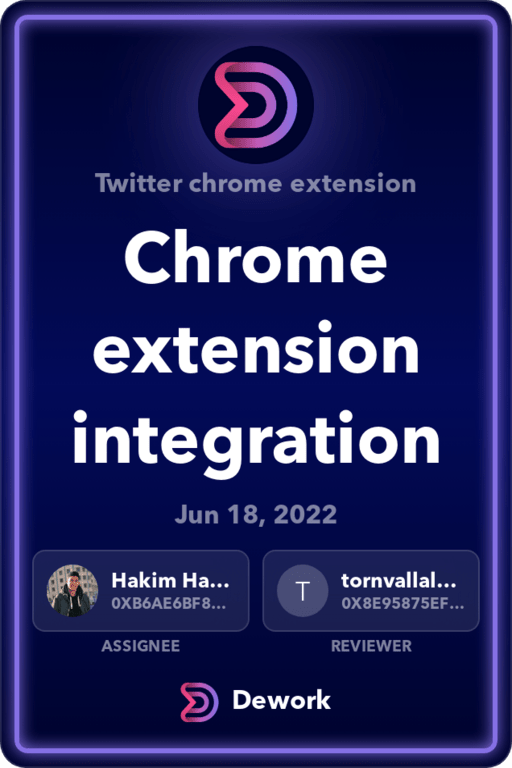 Twitter chrome extension
Chrome
extension
integration
Jun 18, 2022
Hakim Ha...
0XB6AE6BF8...
ASSIGNEE
T
tornvallal...
0X8E95875EF...
REVIEWER
Dework